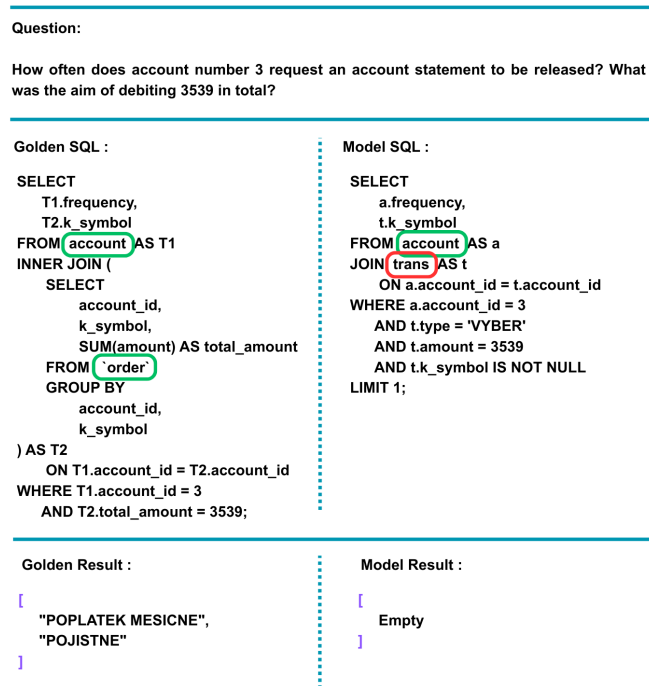 Question:
How often does account number 3 request an account statement to be released? What
was the aim of debiting 3539 in total?
Golden SQL :
SELECT
T1.frequency,
T2.k_symbol
FROM account AS T1
INNER JOIN (
SELECT
account_id,
k_symbol,
SUM(amount) AS total_amount
FROM `order`
GROUP BY
account_id,
k_symbol
) AS T2
ON T1.account_id = T2.account_id
WHERE T1.account_id = 3
AND T2.total_amount = 3539;
Model SQL :
SELECT
a.frequency,
t.k_symbol
FROM account AS a
JOIN trans AS t
ON a.account_id = t.account_id
WHERE a.account_id = 3
AND t.type = 'VYBER'
AND t.amount = 3539
AND t.k_symbol IS NOT NULL
LIMIT 1;
Golden Result :
[
"POPLATEK MESICNE",
"POJISTNE"
]
Model Result :
[
Empty
]